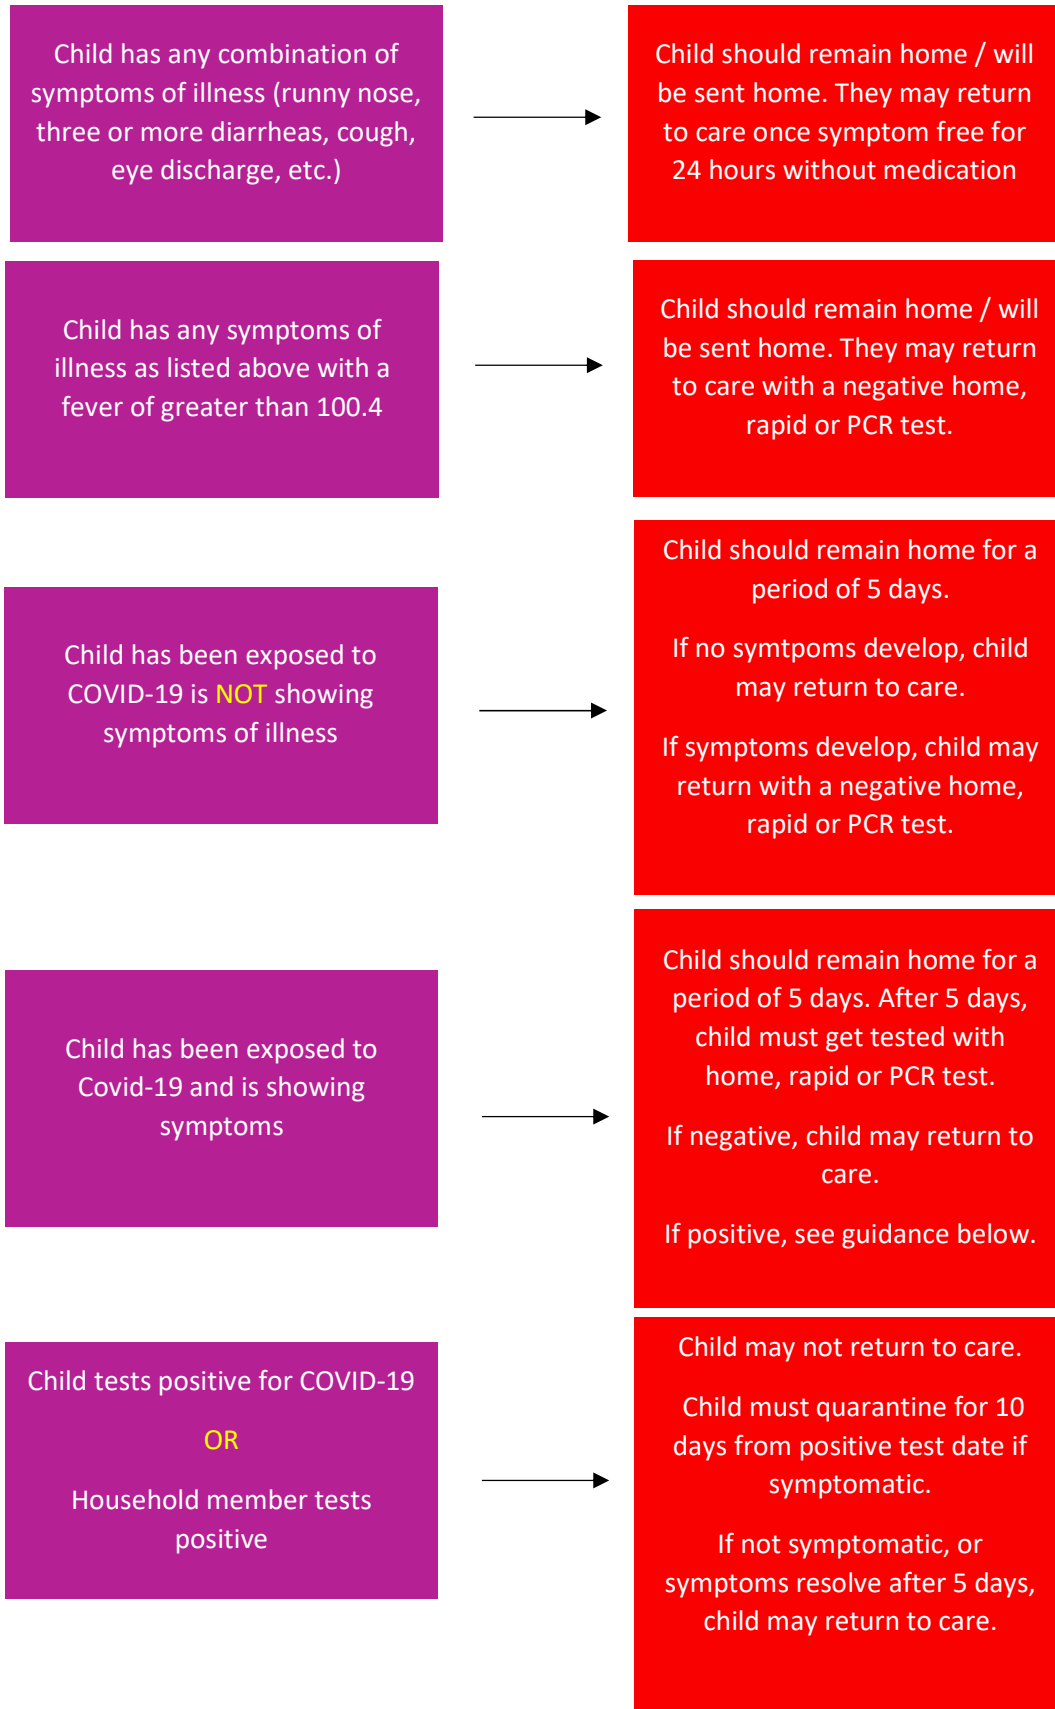 Child has any combination of
symptoms of illness (runny nose,
three or more diarrheas, cough,
eye discharge, etc.)
Child should remain home / will
be sent home. They may return
to care once symptom free for
24 hours without medication
Child has any symptoms of
illness as listed above with a
fever of greater than 100.4
Child should remain home / will
be sent home. They may return
to care with a negative home,
rapid or PCR test.
Child has been exposed to
COVID-19 is NOT showing
symptoms of illness
Child should remain home for a
period of 5 days.
If no symtpoms develop, child
may return to care.
If symptoms develop, child may
return with a negative home,
rapid or PCR test.
Child has been exposed to
Covid-19 and is showing
symptoms
Child should remain home for a
period of 5 days. After 5 days,
child must get tested with
home, rapid or PCR test.
If negative, child may return to
care.
If positive, see guidance below.
Child tests positive for COVID-19
OR
Household member tests
positive
Child may not return to care.
Child must quarantine for 10
days from positive test date if
symptomatic.
If not symptomatic, or
symptoms resolve after 5 days,
child may return to care.